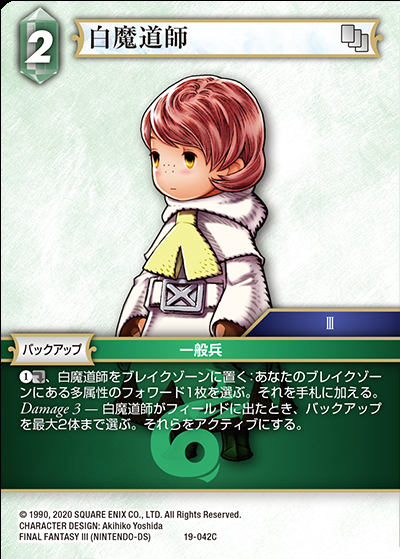 2
白魔道師
III
バックアップ
一般兵
1、白魔道師をブレイクゾーンに置く:あなたのブレイクゾー
ンにある多属性のフォワード1枚を選ぶ。それを手札に加える。
Damage 3 — 白魔道師がフィールドに出たとき、バックアップ
を最大2体まで選ぶ。それらをアクティブにする。
© 1990, 2020 SQUARE ENIX CO., LTD. All Rights Reserved.
CHARACTER DESIGN: Akihiko Yoshida
FINAL FANTASY III (NINTENDO-DS)
19-042C